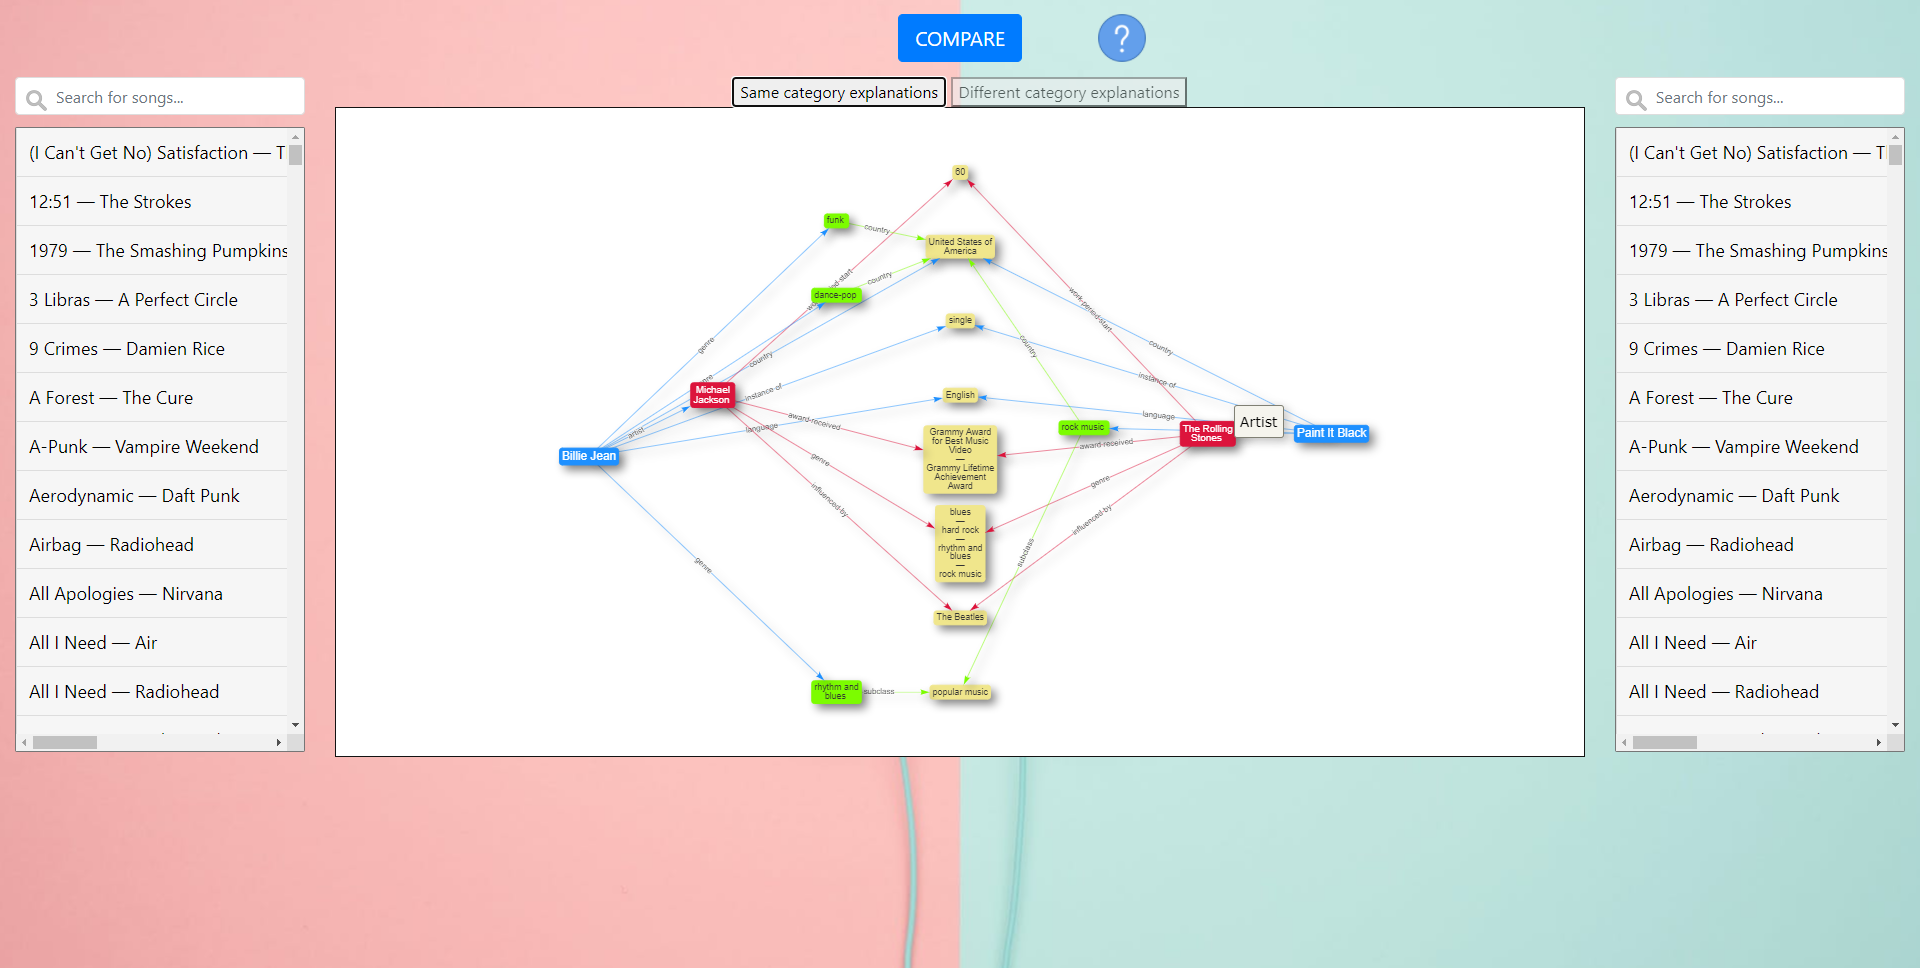 COMPARE
?
Same category explanations
Different category explanations
Search for songs...
(I Can't Get No) Satisfaction — T
12:51 — The Strokes
1979 — The Smashing Pumpkins
3 Libras — A Perfect Circle
9 Crimes — Damien Rice
A Forest — The Cure
A-Punk — Vampire Weekend
Aerodynamic — Daft Punk
Airbag — Radiohead
All Apologies — Nirvana
All I Need — Air
All I Need — Radiohead
60
funk
country
United States of
America
dance-pop
country
work-period-start
single
country
genre
country
Michael
Jackson
instance of
instance of
country
English
award-received
language
language
artist
Billie Jean
rock music
The Rolling
Stones
Artist
Paint It Black
award-received
Grammy Award
for Best Music
Video
—
Grammy Lifetime
Achievement
Award
genre
genre
influenced-by
influenced-by
blues
—
hard rock
—
rhythm and
blues
—
rock music
subclass
genre
The Beatles
rhythm and
blues
subclass
popular music
Search for songs...
(I Can't Get No) Satisfaction — T
12:51 — The Strokes
1979 — The Smashing Pumpkins
3 Libras — A Perfect Circle
9 Crimes — Damien Rice
A Forest — The Cure
A-Punk — Vampire Weekend
Aerodynamic — Daft Punk
Airbag — Radiohead
All Apologies — Nirvana
All I Need — Air
All I Need — Radiohead